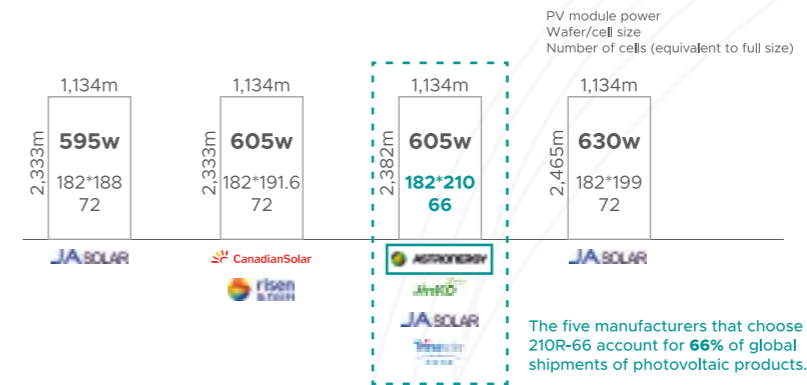 PV module power
Wafer/cell size
Number of cells (equivalent to full size)
1,134m
1,134m
1,134m
1,134m
2,333m
595w
182*188
72
2,333m
605w
182*191.6
72
2,382m
605w
182*210
66
2,465m
630w
182*199
72
JA SOLAR
CanadianSolar
ASTRONERGY
JA SOLAR
risen
JinKO
JA SOLAR
Trinasolar
The five manufacturers that choose
210R-66 account for 66% of global
shipments of photovoltaic products.